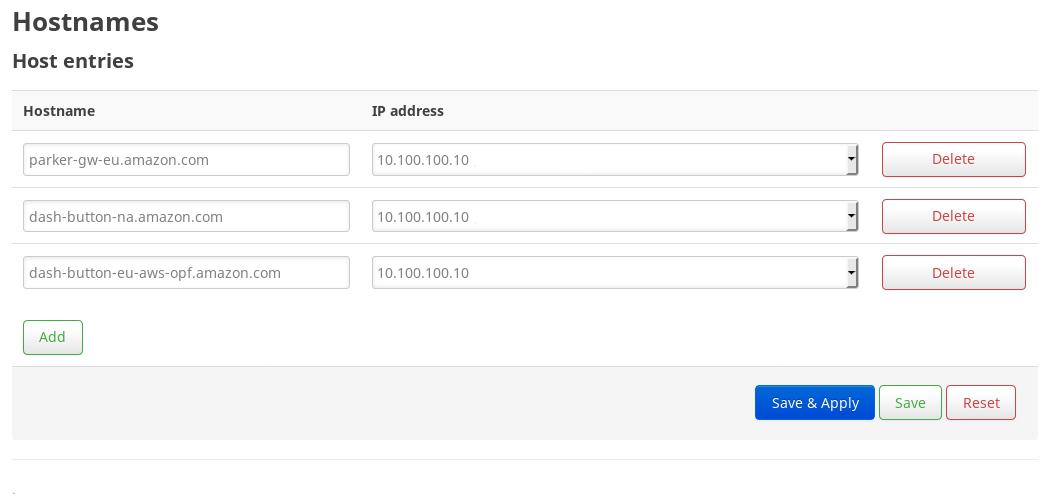 Hostnames
Host entries
Hostname IP address
parker-gw-eu.amazon.com 10.100.100.10 Delete
dash-button-na.amazon.com 10.100.100.10 Delete
dash-button-eu-aws-opf.amazon.com 10.100.100.10 Delete
Add
Save & Apply Save Reset